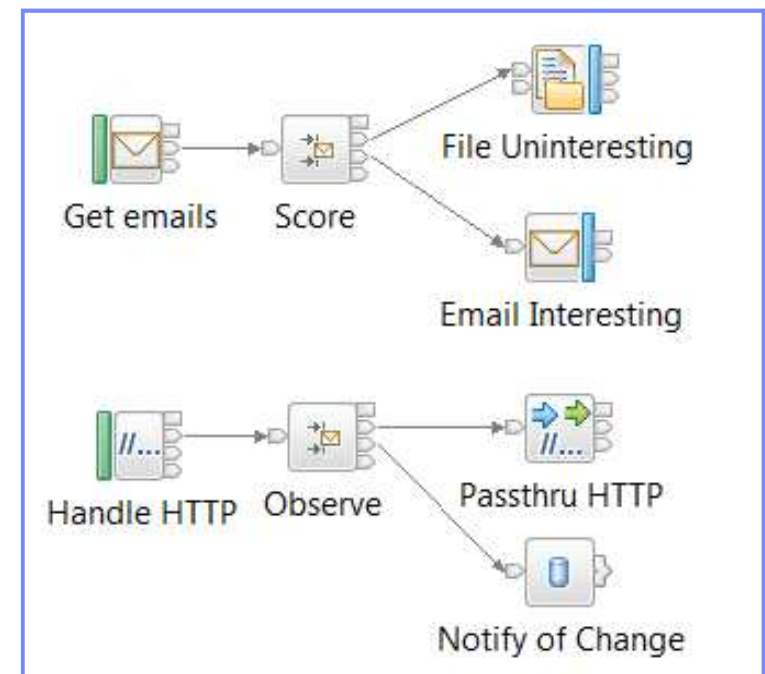 File Uninteresting
Get emails
Score
Email Interesting
//...
//...
Handle HTTP
Observe
Passthru HTTP
Notify of Change